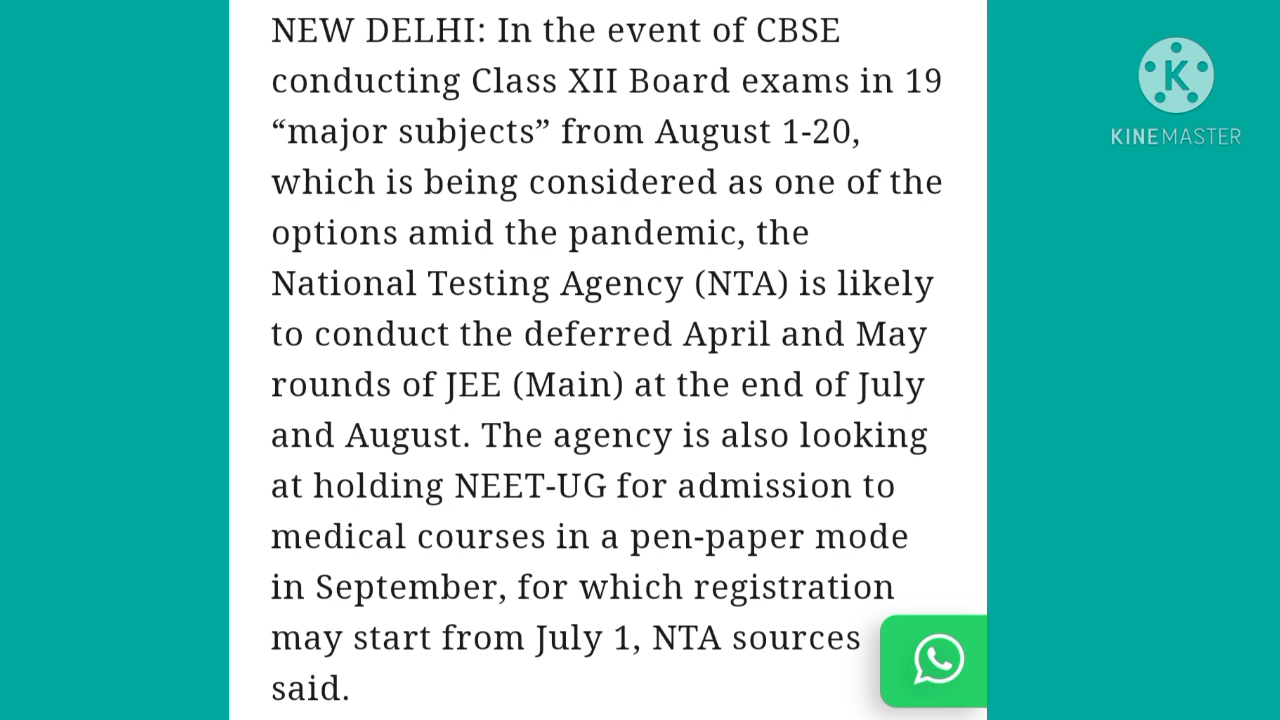 NEW DELHI: In the event of CBSE
conducting Class XII Board exams in 19
“major subjects” from August 1-20,
which is being considered as one of the
options amid the pandemic, the
National Testing Agency (NTA) is likely
to conduct the deferred April and May
rounds of JEE (Main) at the end of July
and August. The agency is also looking
at holding NEET-UG for admission to
medical courses in a pen-paper mode
in September, for which registration
may start from July 1, NTA sources
said.
K
KINEMASTER